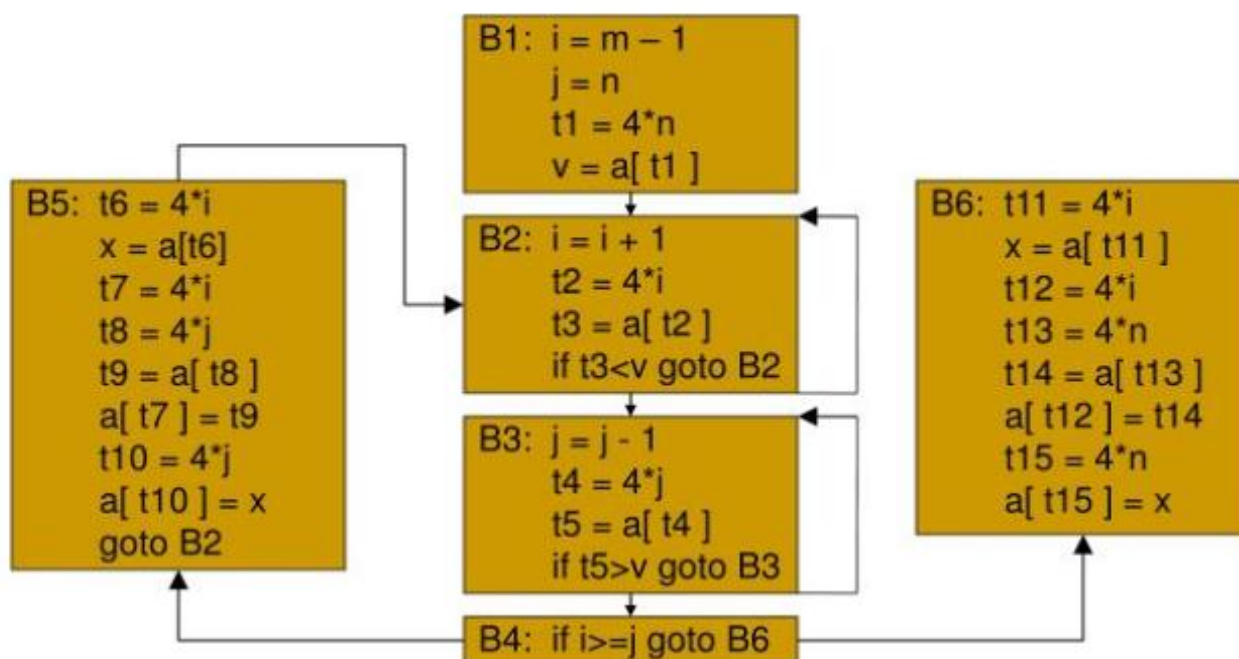 B1: i = m – 1
j = n
t1 = 4*n
v = a[ t1 ]
B5: t6 = 4*i
x = a[t6]
t7 = 4*i
t8 = 4*j
t9 = a[ t8 ]
a[ t7 ] = t9
t10 = 4*j
a[ t10 ] = x
goto B2
B2: i = i + 1
t2 = 4*i
t3 = a[ t2 ]
if t3<v goto B2
B3: j = j - 1
t4 = 4*j
t5 = a[ t4 ]
if t5>v goto B3
B4: if i>=j goto B6
B6: t11 = 4*i
x = a[ t11 ]
t12 = 4*i
t13 = 4*n
t14 = a[ t13 ]
a[ t12 ] = t14
t15 = 4*n
a[ t15 ] = x